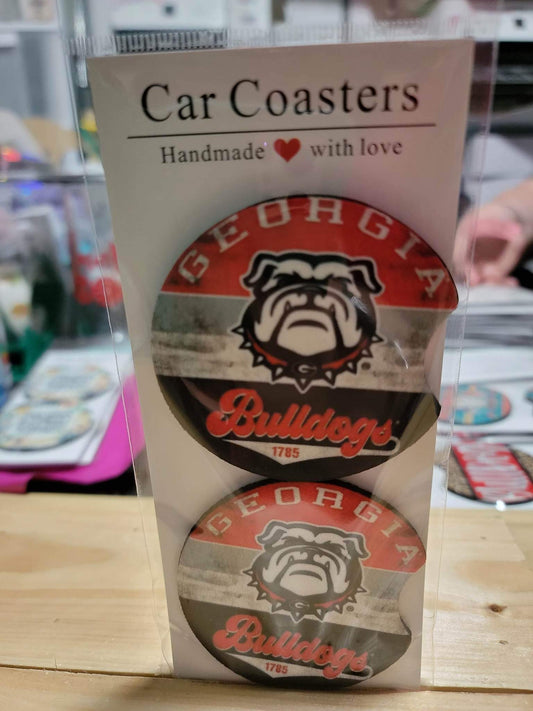 Car Coasters
Handmade with love
GEORGIA
G
Bulldogs
1785
GEORGIA
G
Bulldogs
1785